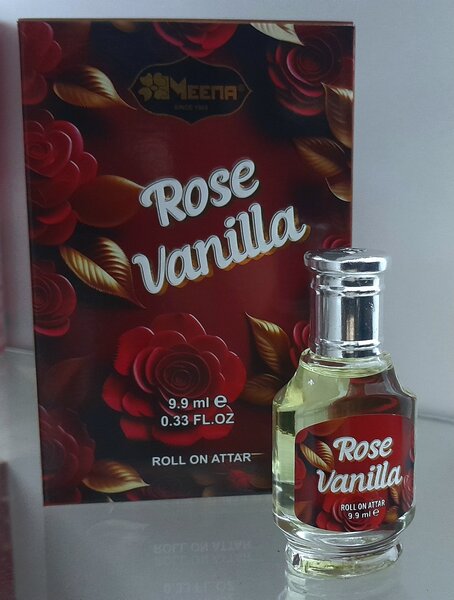 MEENA®
SINCE 1963
Rose
Vanilla
9.9 ml e
0.33 FL.OZ
ROLL ON ATTAR
Rose
Vanilla
ROLL ON ATTAR
9.9 ml e